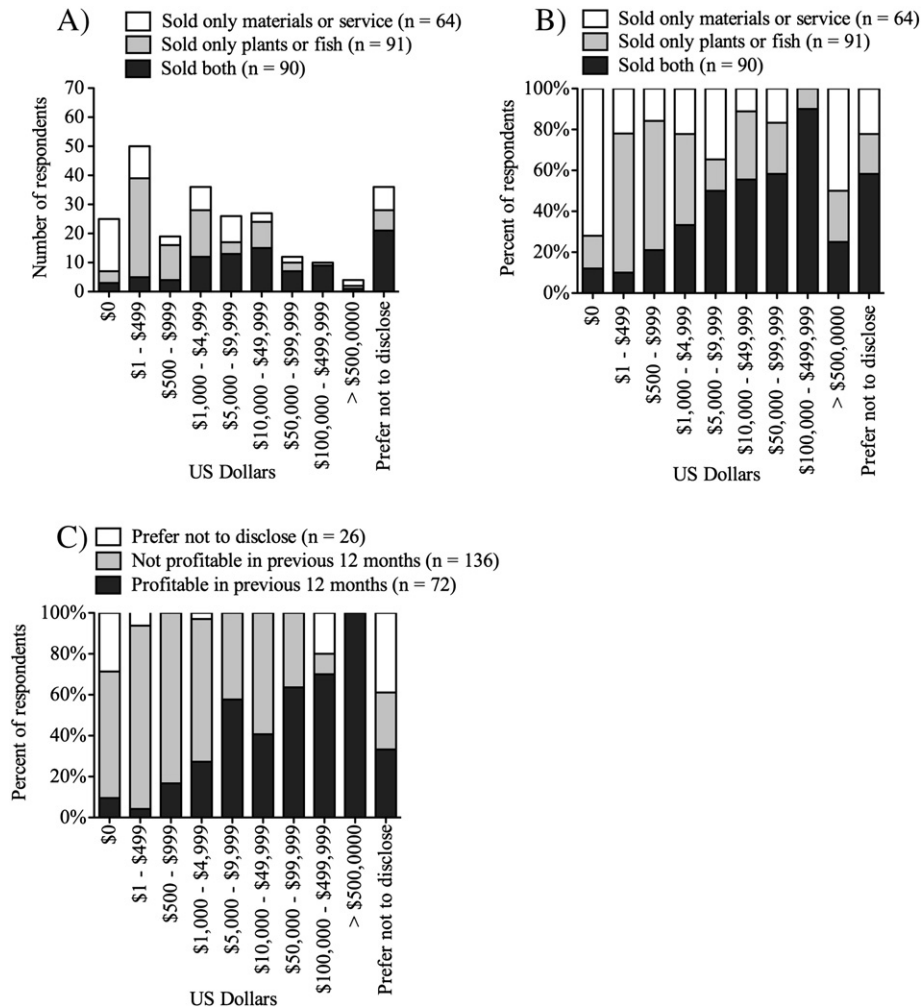 A)
Sold only materials or service (n = 64)
Sold only plants or fish (n = 91)
Sold both (n = 90)
Number of respondents
70
60
50
40
30
20
10
0
$0
$1 - $499
$500 - $999
$1,000 - $4,999
$5,000 - $9,999
$10,000 - $49,999
$50,000 - $99,999
$100,000 - $499,999
> $500,0000
Prefer not to disclose
US Dollars
B)
Sold only materials or service (n = 64)
Sold only plants or fish (n = 91)
Sold both (n = 90)
Percent of respondents
100%
80%
60%
40%
20%
0%
$0
$1 - $499
$500 - $999
$1,000 - $4,999
$5,000 - $9,999
$10,000 - $49,999
$50,000 - $99,999
$100,000 - $499,999
> $500,0000
Prefer not to disclose
US Dollars
C)
Prefer not to disclose (n = 26)
Not profitable in previous 12 months (n = 136)
Profitable in previous 12 months (n = 72)
Percent of respondents
100%
80%
60%
40%
20%
0%
$0
$1 - $499
$500 - $999
$1,000 - $4,999
$5,000 - $9,999
$10,000 - $49,999
$50,000 - $99,999
$100,000 - $499,999
> $500,0000
Prefer not to disclose
US Dollars